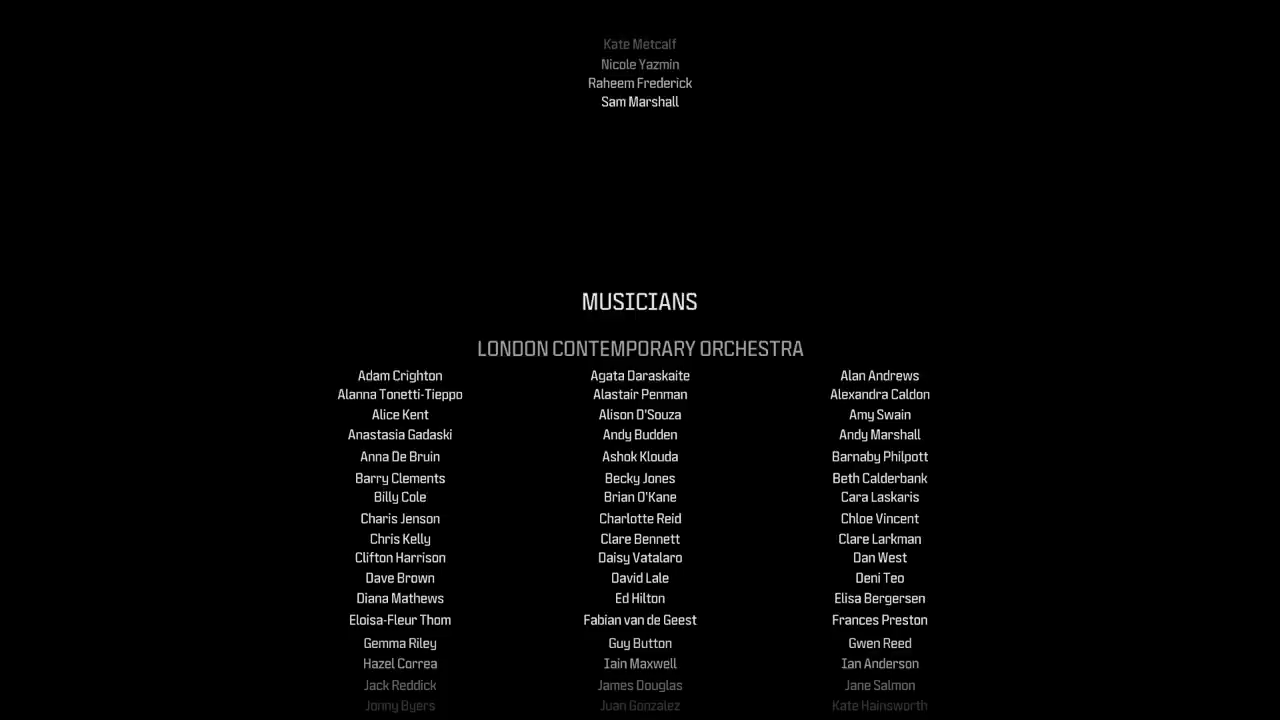 Kate Metcalf
Nicole Yazmin
Raheem Frederick
Sam Marshall
MUSICIANS
LONDON CONTEMPORARY ORCHESTRA
Adam Crighton Agata Daraskaite Alan Andrews
Alanna Tonetti-Tieppo Alastair Penman Alexandra Caldon
Alice Kent Alison D'Souza Amy Swain
Anastasia Gadaski Andy Budden Andy Marshall
Anna De Bruin Ashok Klouda Barnaby Philpott
Barry Clements Becky Jones Beth Calderbank
Billy Cole Brian O'Kane Cara Laskaris
Charis Jenson Charlotte Reid Chloe Vincent
Chris Kelly Clare Bennett Clare Larkman
Clifton Harrison Daisy Vatalaro Dan West
Dave Brown David Lale Deni Teo
Diana Mathews Ed Hilton Elisa Bergersen
Eloisa-Fleur Thom Fabian van de Geest Frances Preston
Gemma Riley Guy Button Gwen Reed
Hazel Correa Iain Maxwell Ian Anderson
Jack Reddick James Douglas Jane Salmon
Jonny Byers Juan Gonzalez Kate Hainsworth